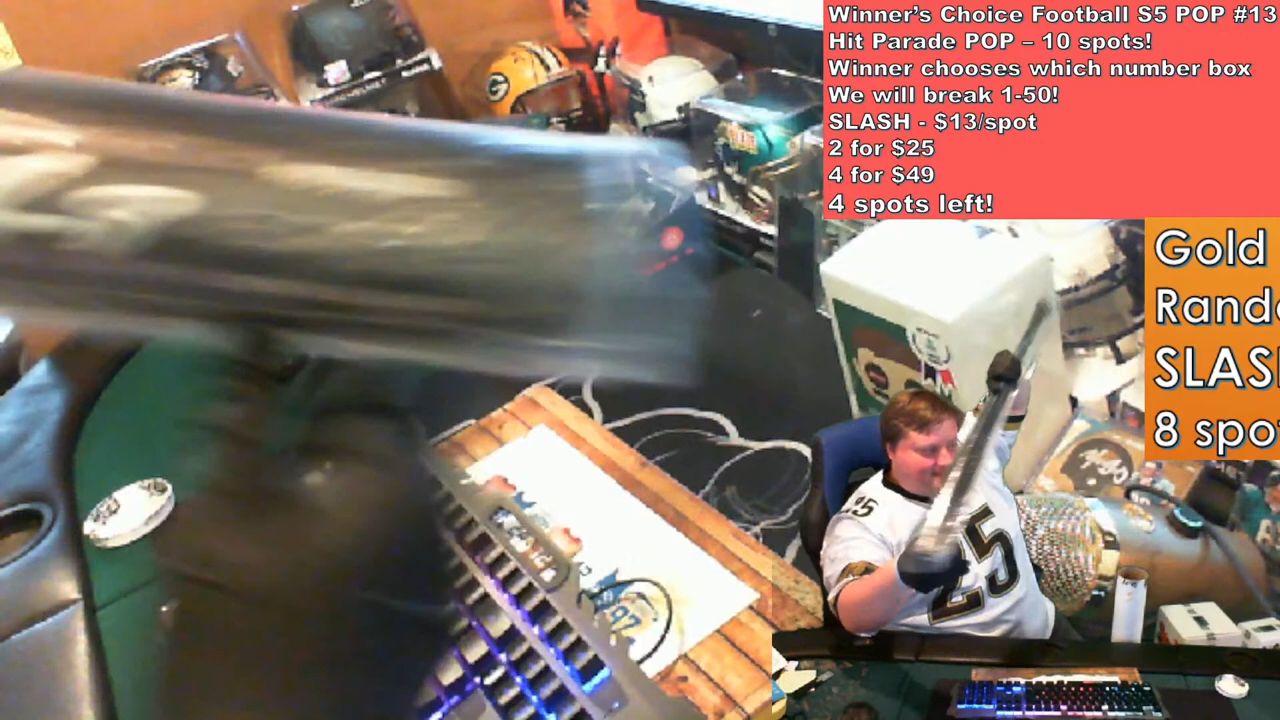 Winner's Choice Football S5 POP #13
Hit Parade POP – 10 spots!
Winner chooses which number box
We will break 1-50!
SLASH - $13/spot
2 for $25
4 for $49
4 spots left!
Gold
Rand
SLAS
8 spo
25
25